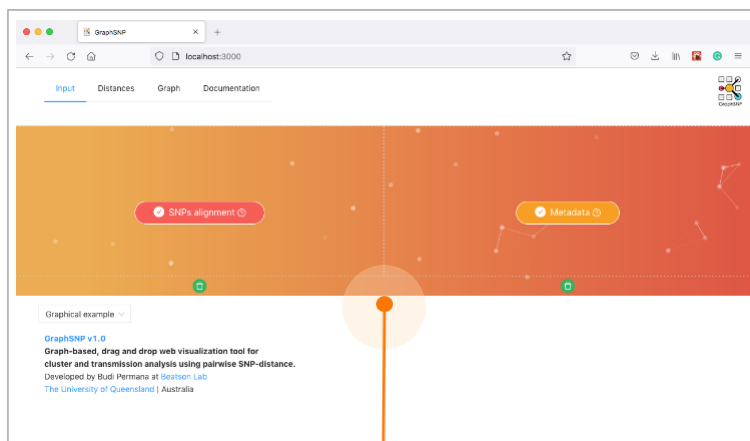 GraphSNP
localhost:3000
Input
Distances
Graph
Documentation
GraphSNP
SNPs alignment
Metadata
Graphical example
GraphSNP v1.0
Graph-based, drag and drop web visualization tool for
cluster and transmission analysis using pairwise SNP-distance.
Developed by Budi Permana at Beatson Lab
The University of Queensland | Australia